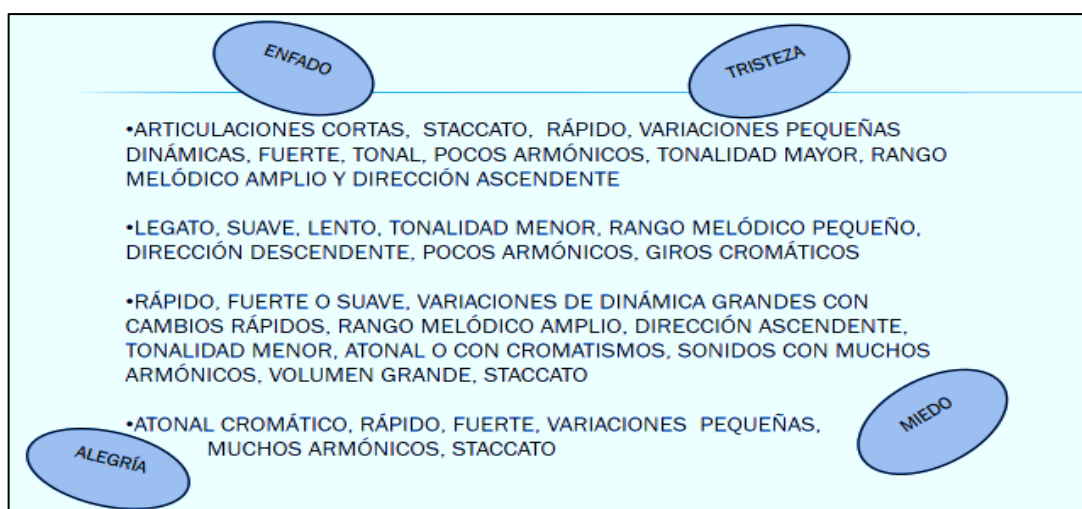 ENFADO
TRISTEZA
•ARTICULACIONES CORTAS, STACCATO, RÁPIDO, VARIACIONES PEQUEÑAS
DINÁMICAS, FUERTE, TONAL, POCOS ARMÓNICOS, TONALIDAD MAYOR, RANGO
MELÓDICO AMPLIO Y DIRECCIÓN ASCENDENTE
•LEGATO, SUAVE, LENTO, TONALIDAD MENOR, RANGO MELÓDICO PEQUEÑO,
DIRECCIÓN DESCENDENTE, POCOS ARMÓNICOS, GIROS CROMÁTICOS
•RÁPIDO, FUERTE O SUAVE, VARIACIONES DE DINÁMICA GRANDES CON
CAMBIOS RÁPIDOS, RANGO MELÓDICO AMPLIO, DIRECCIÓN ASCENDENTE,
TONALIDAD MENOR, ATONAL O CON CROMATISMOS, SONIDOS CON MUCHOS
ARMÓNICOS, VOLUMEN GRANDE, STACCATO
•ATONAL CROMÁTICO, RÁPIDO, FUERTE, VARIACIONES PEQUEÑAS,
MUCHOS ARMÓNICOS, STACCATO
MIEDO
ALEGRÍA